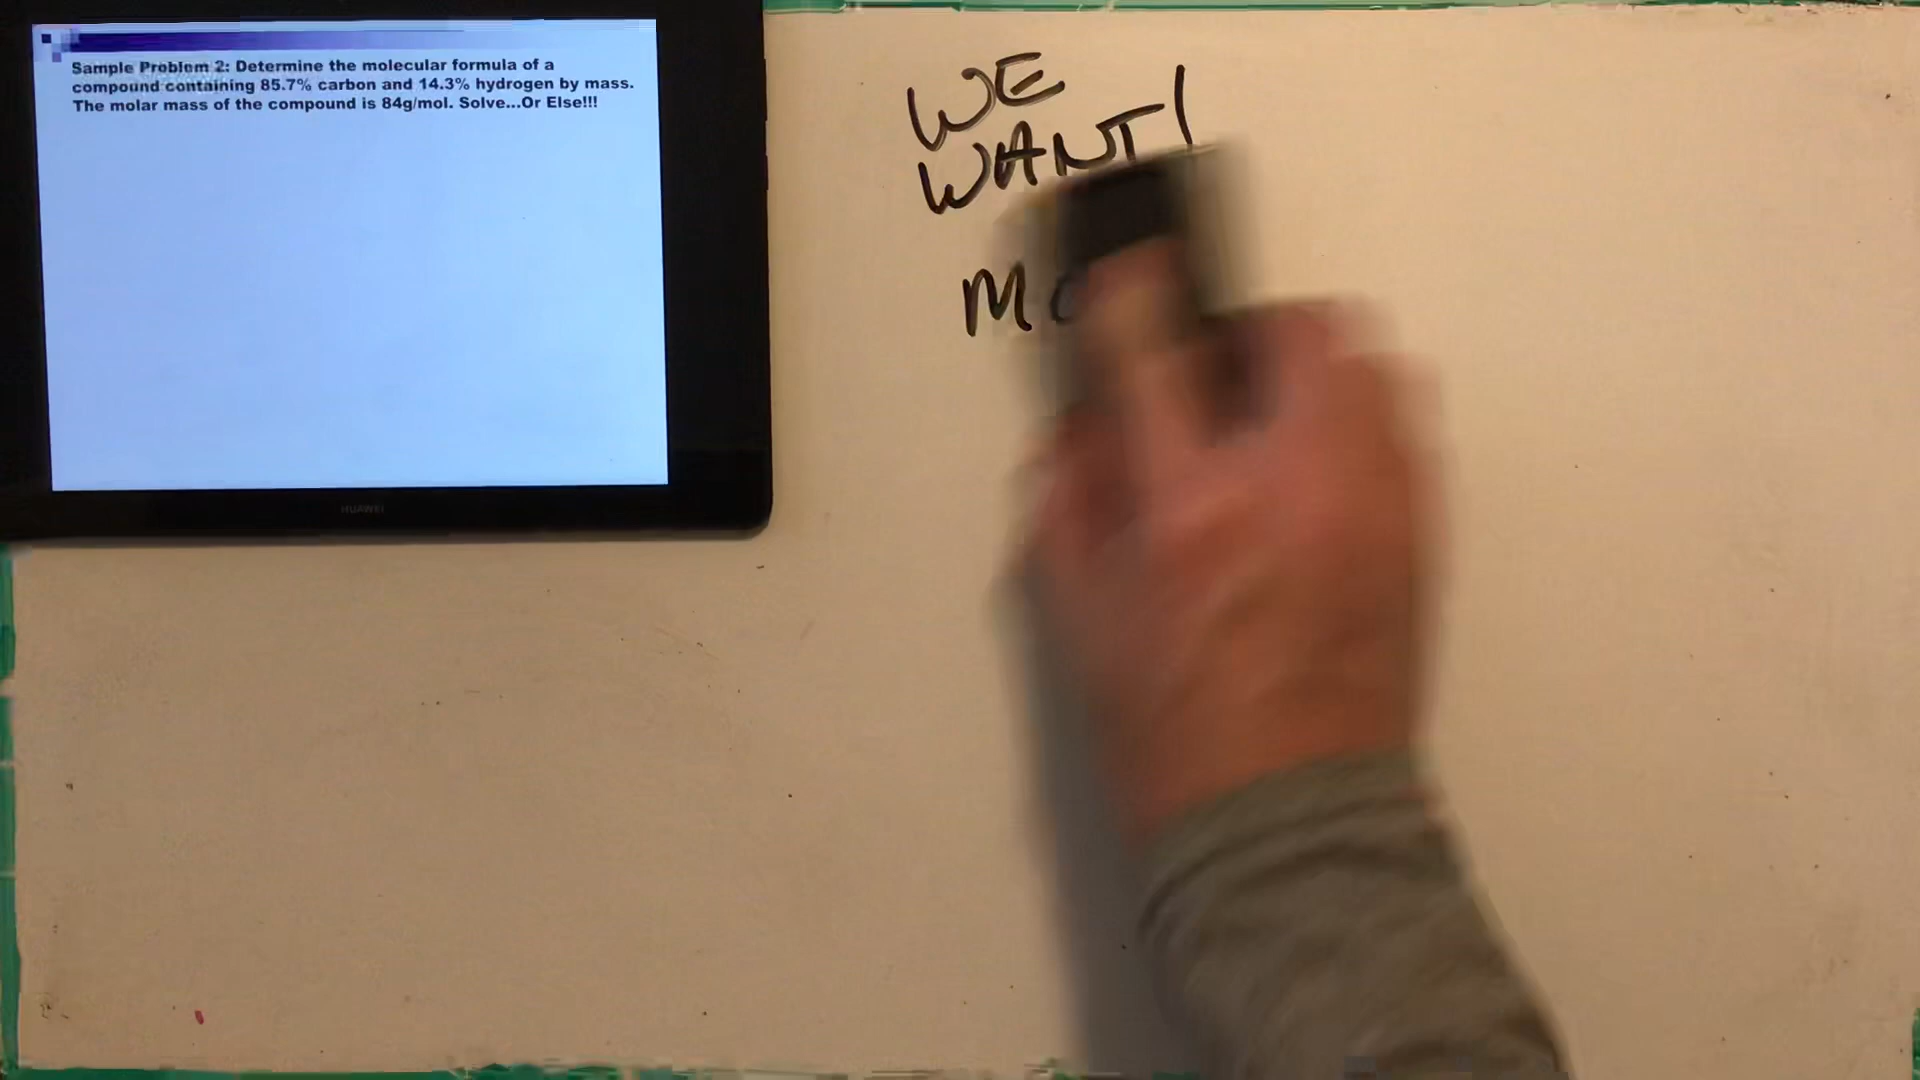 Sample Problem 2: Determine the molecular formula of a
compound containing 85.7% carbon and 14.3% hydrogen by mass.
The molar mass of the compound is 84g/mol. Solve...Or Else!!!
HUAWEI
WE
WANT!